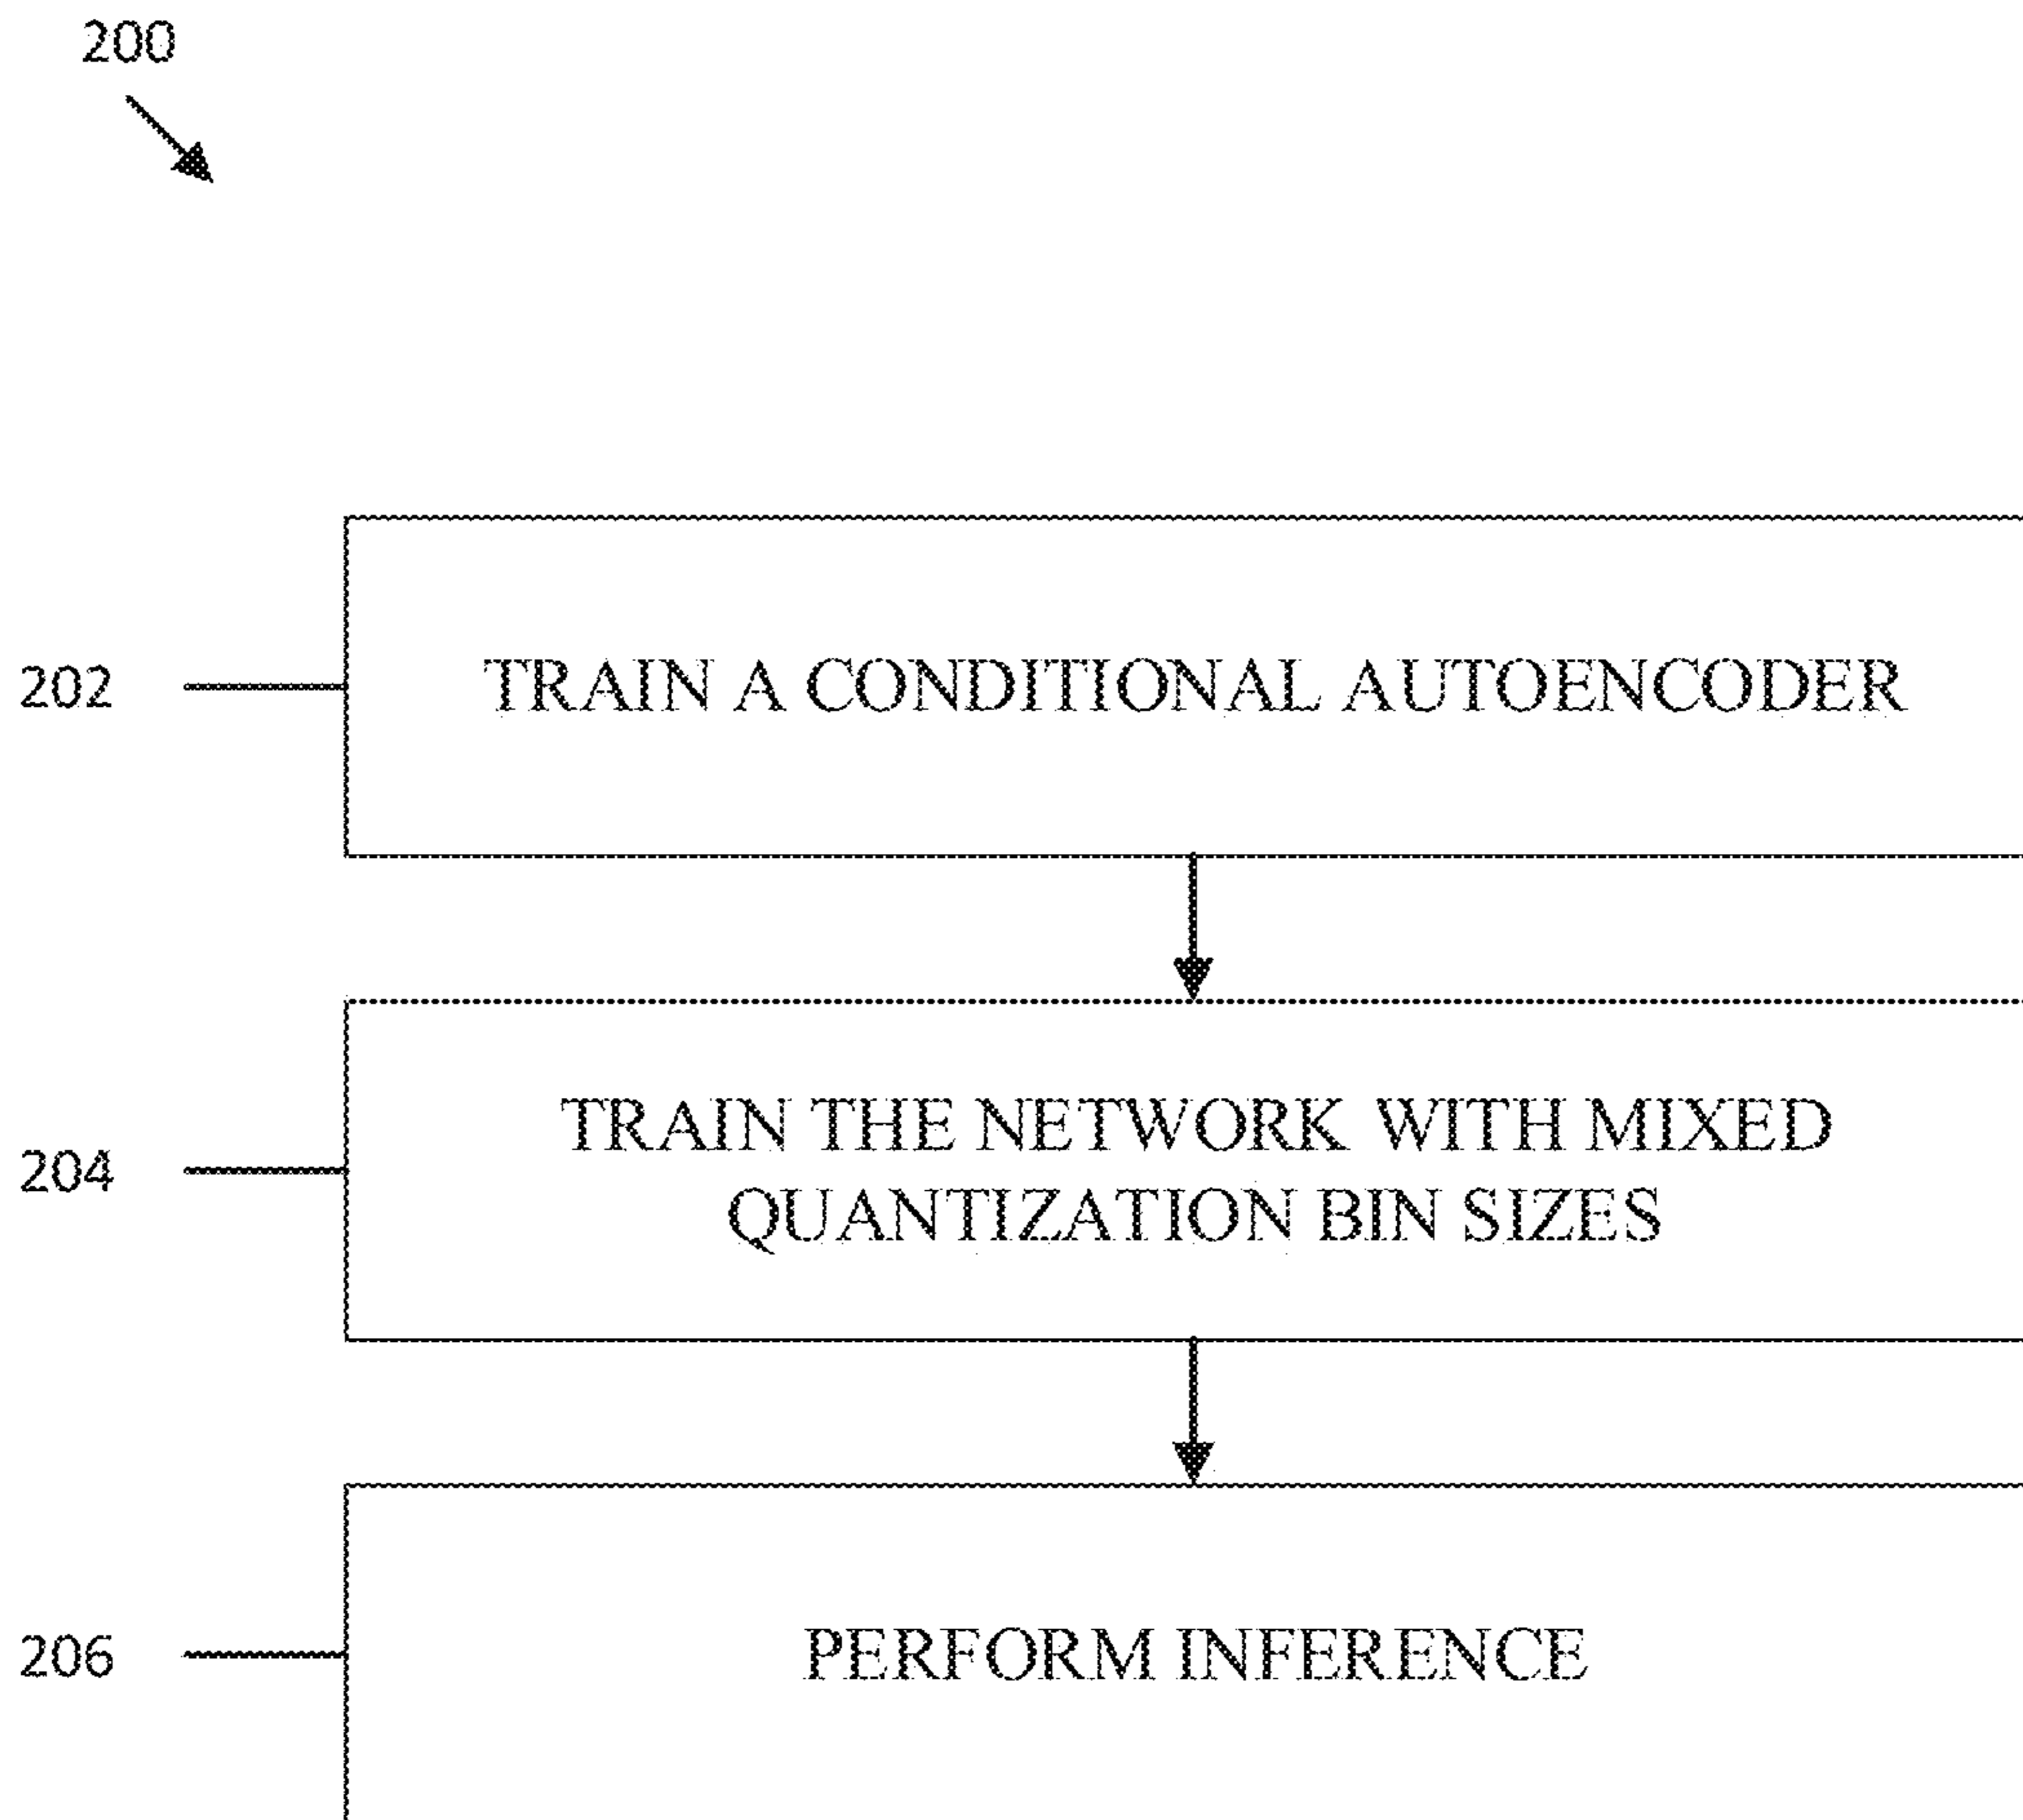 200
202
TRAIN A CONDITIONAL AUTOENCODER
204
TRAIN THE NETWORK WITH MIXED
QUANTIZATION BIN SIZES
206
PERFORM INFERENCE